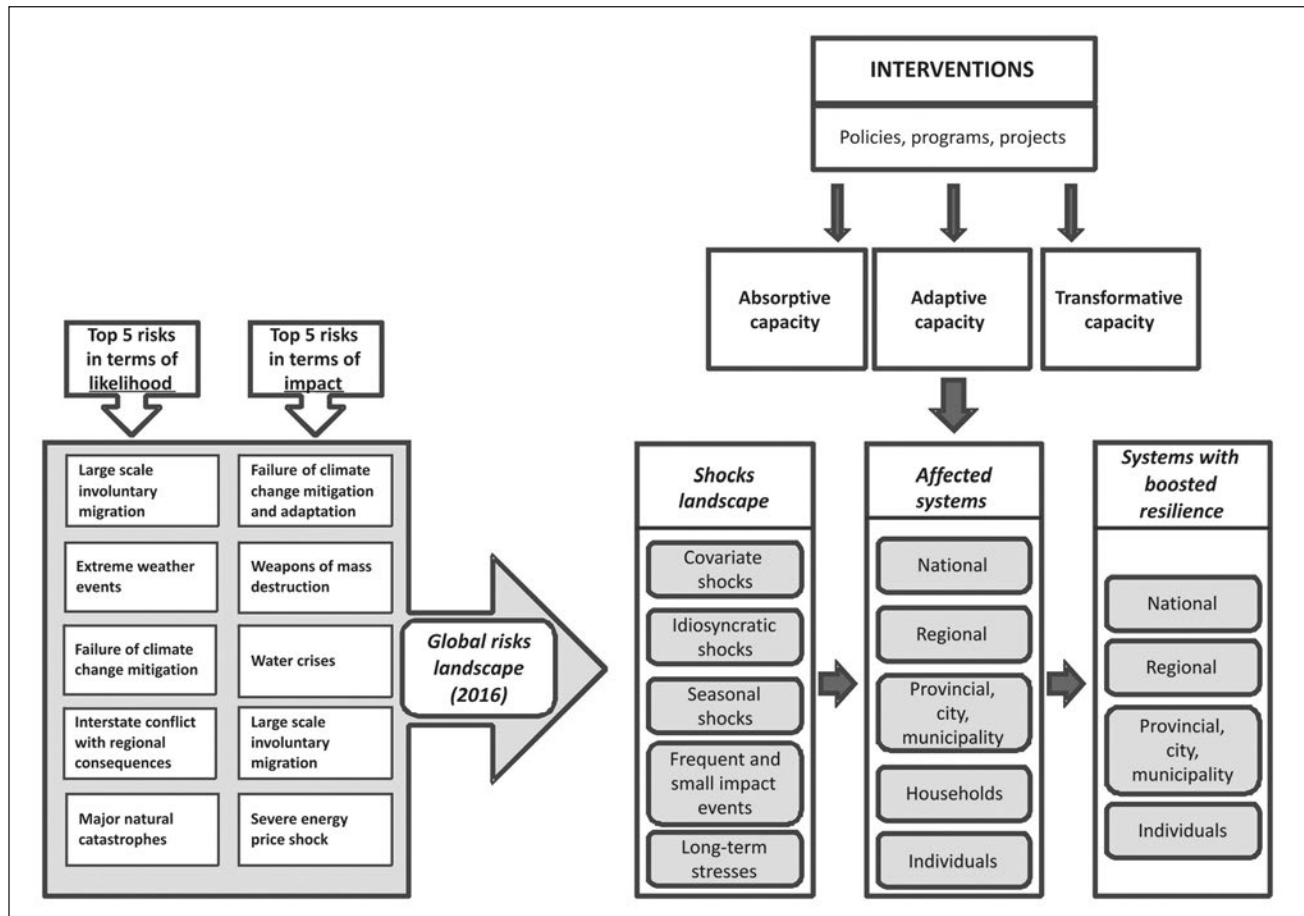 INTERVENTIONS
Policies, programs, projects
Absorptive
capacity
Adaptive
capacity
Transformative
capacity
Top 5 risks
in terms of
likelihood
Top 5 risks
in terms of
impact
Large scale
involuntary
migration
Failure of climate
change mitigation
and adaptation
Extreme weather
events
Weapons of mass
destruction
Failure of climate
change mitigation
Water crises
Interstate conflict
with regional
consequences
Large scale
involuntary
migration
Major natural
catastrophes
Severe energy
price shock
Global risks
landscape
(2016)
Shocks
landscape
Covariate
shocks
Idiosyncratic
shocks
Seasonal
shocks
Frequent and
small impact
events
Long-term
stresses
Affected
systems
National
Regional
Provincial,
city,
municipality
Households
Individuals
Systems with
boosted
resilience
National
Regional
Provincial,
city,
municipality
Individuals